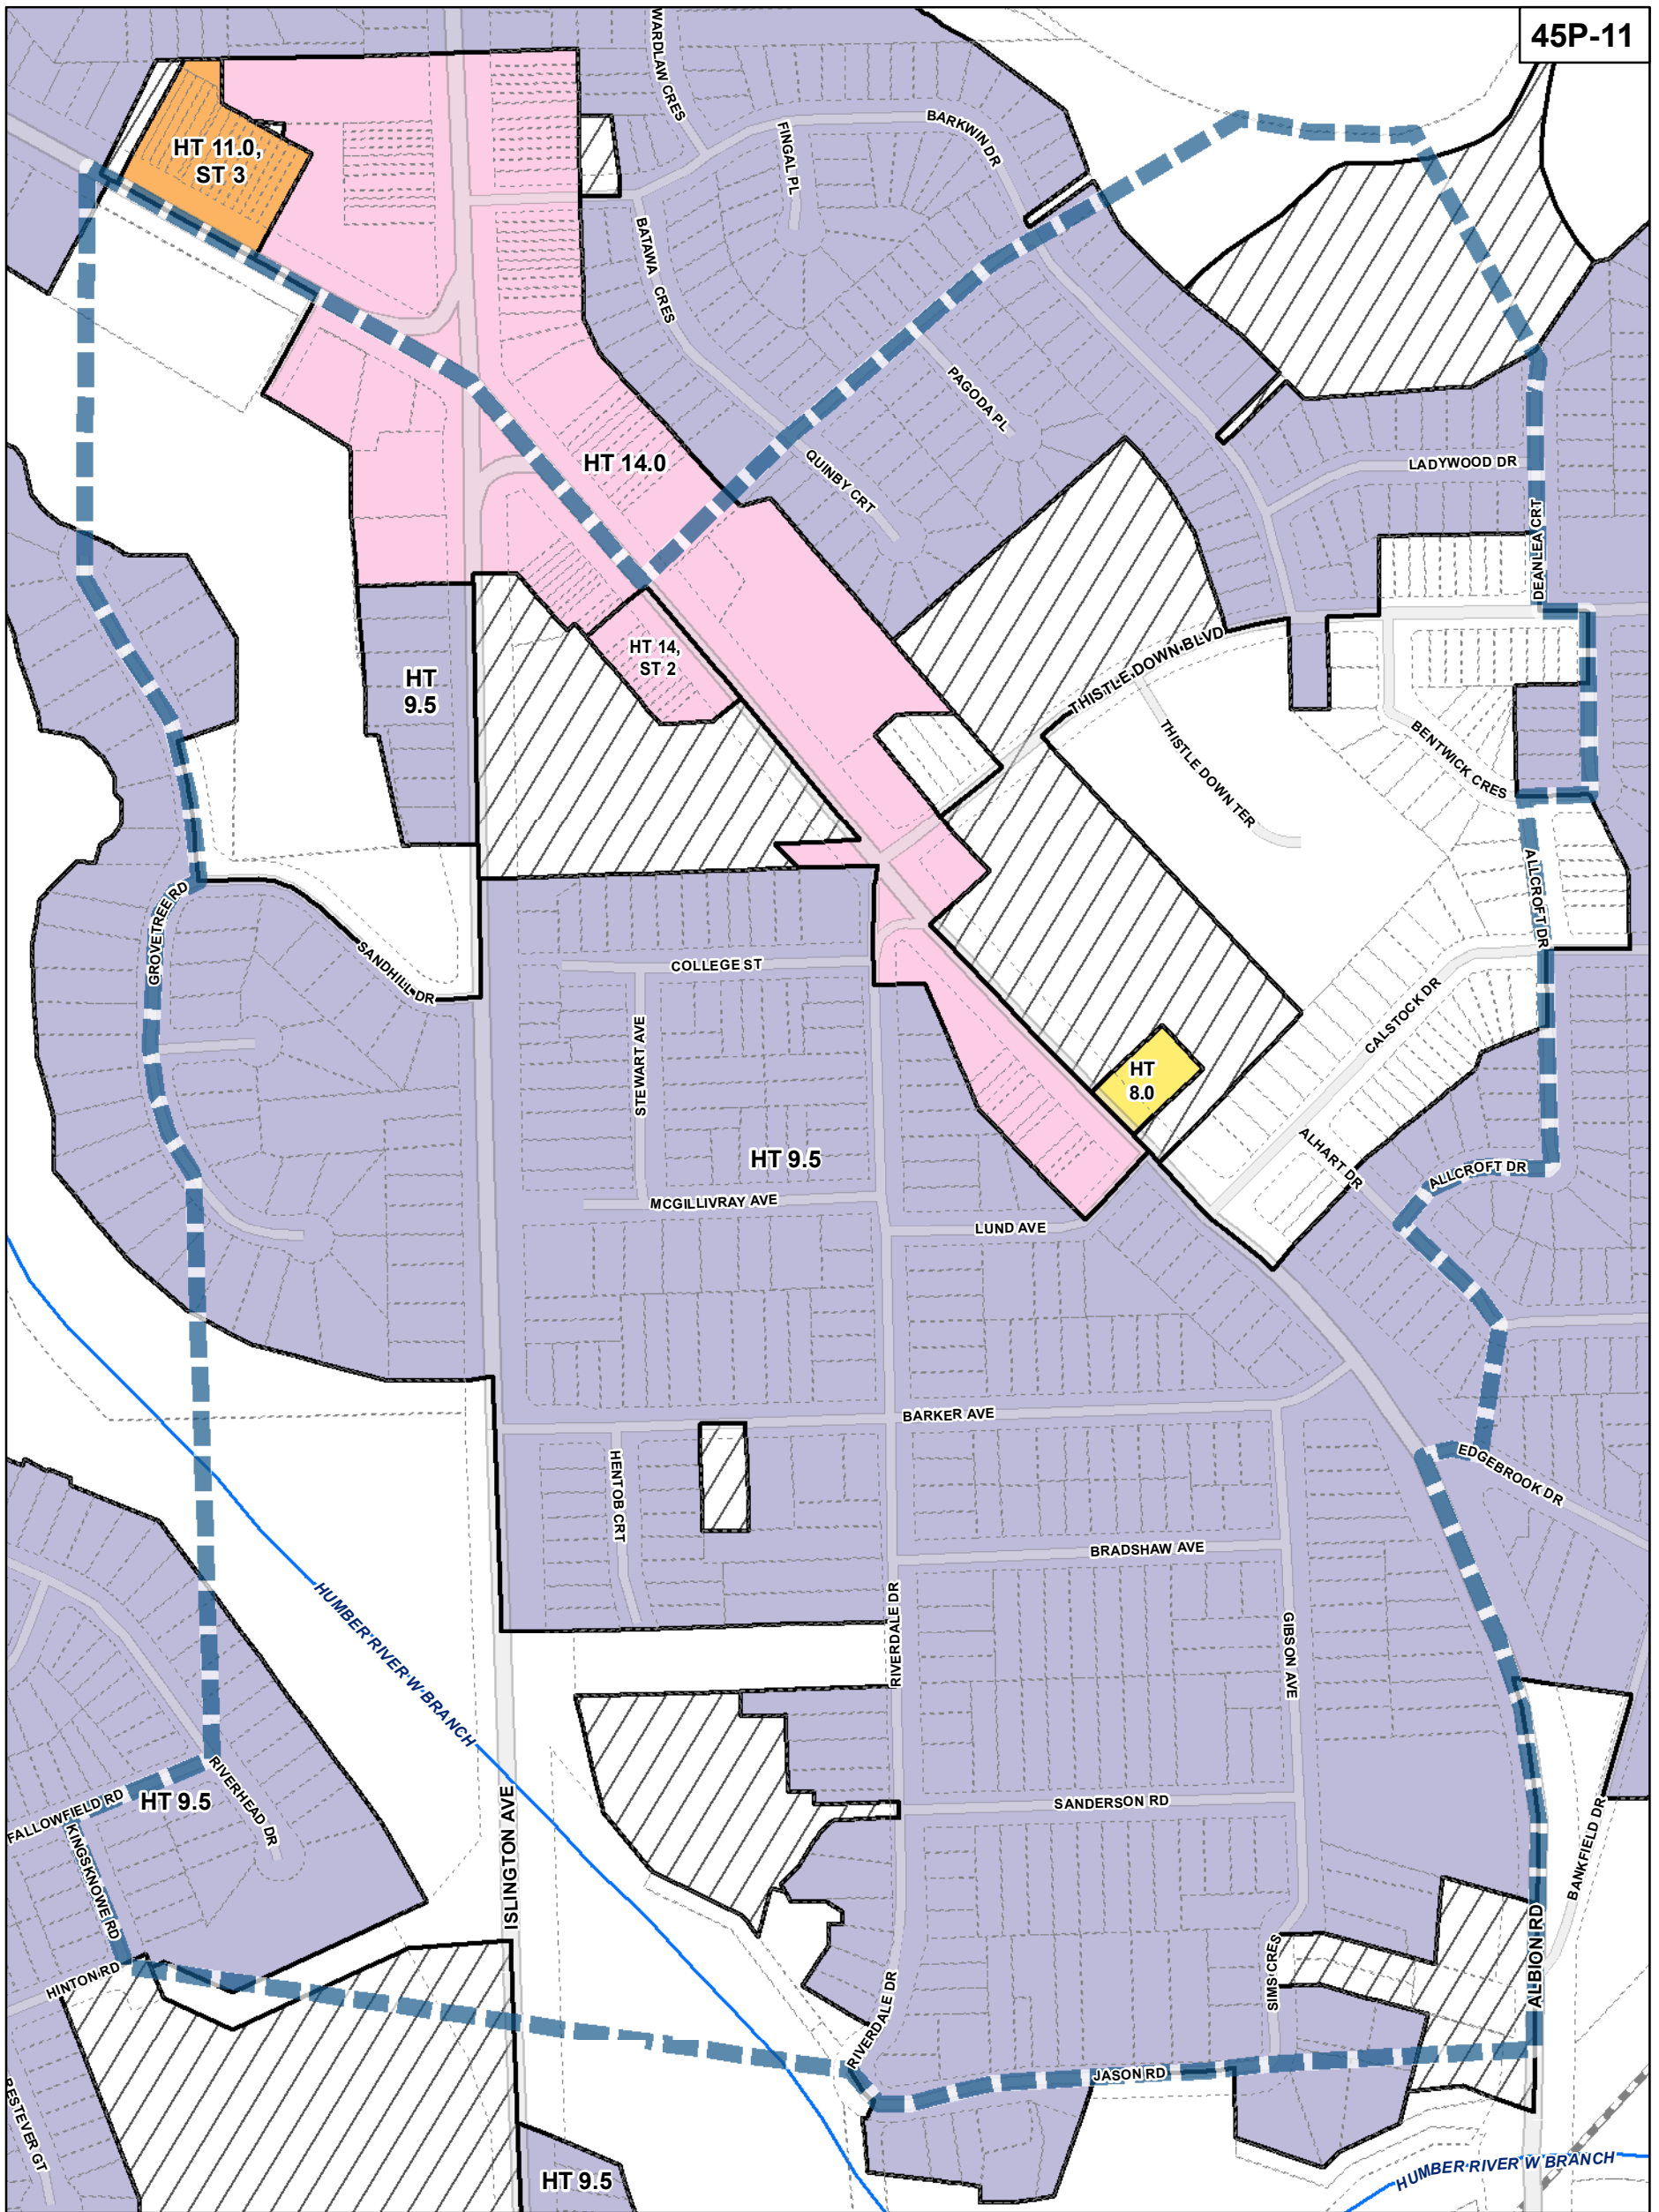 45P-11
WARDLAW CRES
BARKWIN DR
FINGAL PL
HT 11.0,
ST 3
BATAWA CRES
PAGODA PL
HT 14.0
QUINBY CRT
LADYWOOD DR
DEANLEA CRT
HT 14,
ST 2
HT
9.5
THISTLE DOWN BLVD
THISTLE DOWN TER
BENTWICK CRES
GROVETREE RD
SANDHILL DR
COLLEGE ST
ALLCROFT DR
CALSTOCK DR
STEWART AVE
HT
8.0
HT 9.5
ALHART DR
ALLCROFT DR
MCGILLIVRAY AVE
LUND AVE
BARKER AVE
HENTOB CRT
EDGEBROOK DR
BRADSHAW AVE
HUMBER RIVER W BRANCH
RIVERDALE DR
GIBSON AVE
RIVERHEAD DR
HT 9.5
FALLOWFIELD RD
SANDERSON RD
ISLINGTON AVE
BANKFIELD DR
KINGSKNOWE RD
HINTON RD
ALBION RD
SIMS CRES
RIVERDALE DR
JASON RD
RESTEVER GT
HT 9.5
HUMBER RIVER W BRANCH